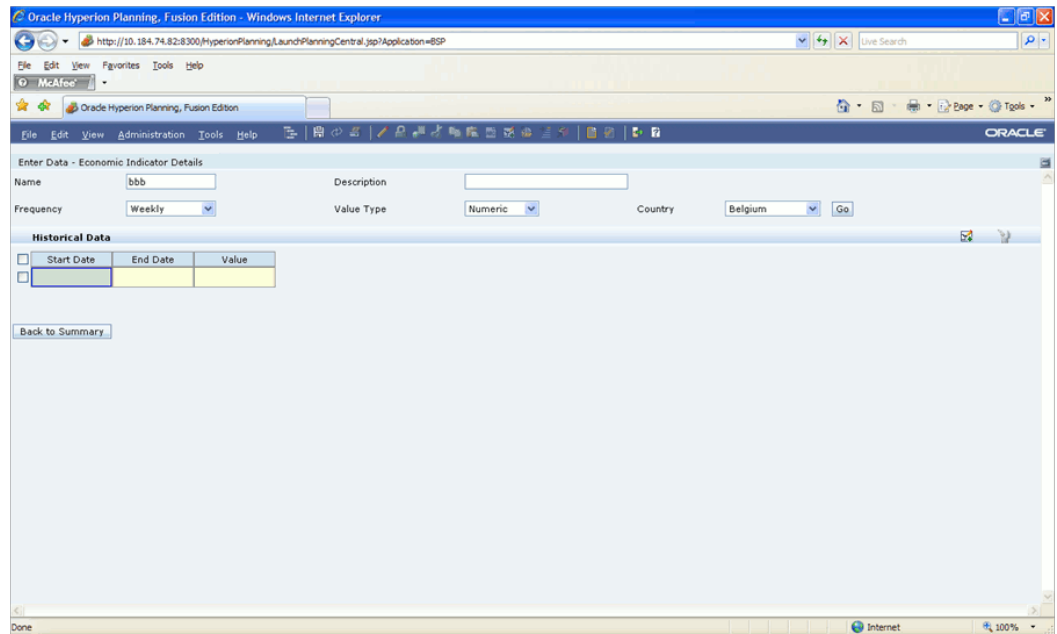 Oracle Hyperion Planning, Fusion Edition - Windows Internet Explorer
http://10.184.74.82:8300/HyperionPlanning/LaunchPlanningCentral.jsp?Application=BSP
Live Search
File Edit View Favorites Tools Help
McAfee
Oracle Hyperion Planning, Fusion Edition
Page Tools »
File Edit View Administration Tools Help
ORACLE
Enter Data - Economic Indicator Details
Name bbb Description
Frequency Weekly Value Type Numeric Country Belgium Go
Historical Data
Start Date End Date Value
Back to Summary
Done Internet 100%